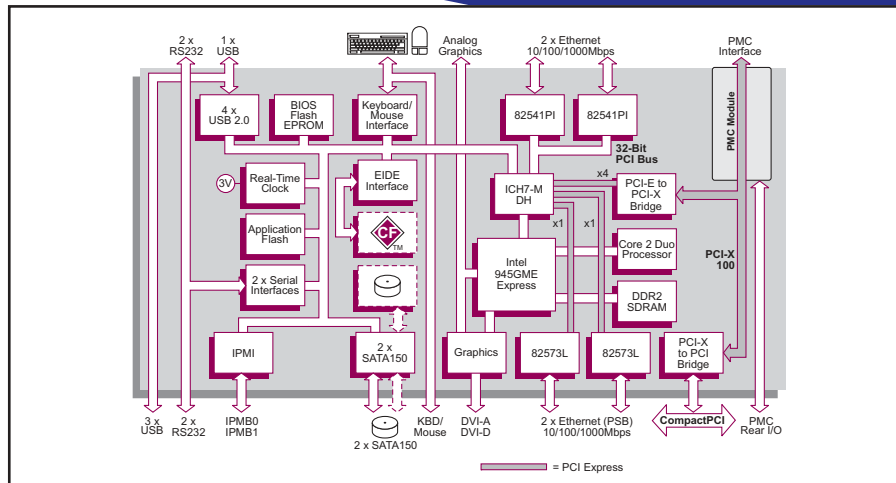 2 x
RS232
1 x
USB
Analog
Graphics
2 x Ethernet
10/100/1000Mbps
PMC
Interface
4 x
USB 2.0
BIOS
Flash
EPROM
Keyboard/
Mouse
Interface
82541PI
82541PI
PMC Module
32-Bit
PCI Bus
3V
Real-Time
Clock
EIDE
Interface
ICH7-M
DH
x4
PCI-E to
PCI-X
Bridge
Application
Flash
CF
TM
x1
x1
Intel
945GME
Express
Core 2 Duo
Processor
PCI-X
100
2 x Serial
Interfaces
DDR2
SDRAM
IPMI
2 x
SATA150
Graphics
82573L
82573L
PCI-X
to PCI
Bridge
3 x
USB
2 x
RS232
IPMB0
IPMB1
2 x SATA150
KBD/
Mouse
DVI-A
DVI-D
2 x Ethernet (PSB)
10/100/1000Mbps
CompactPCI
PMC
Rear I/O
= PCI Express